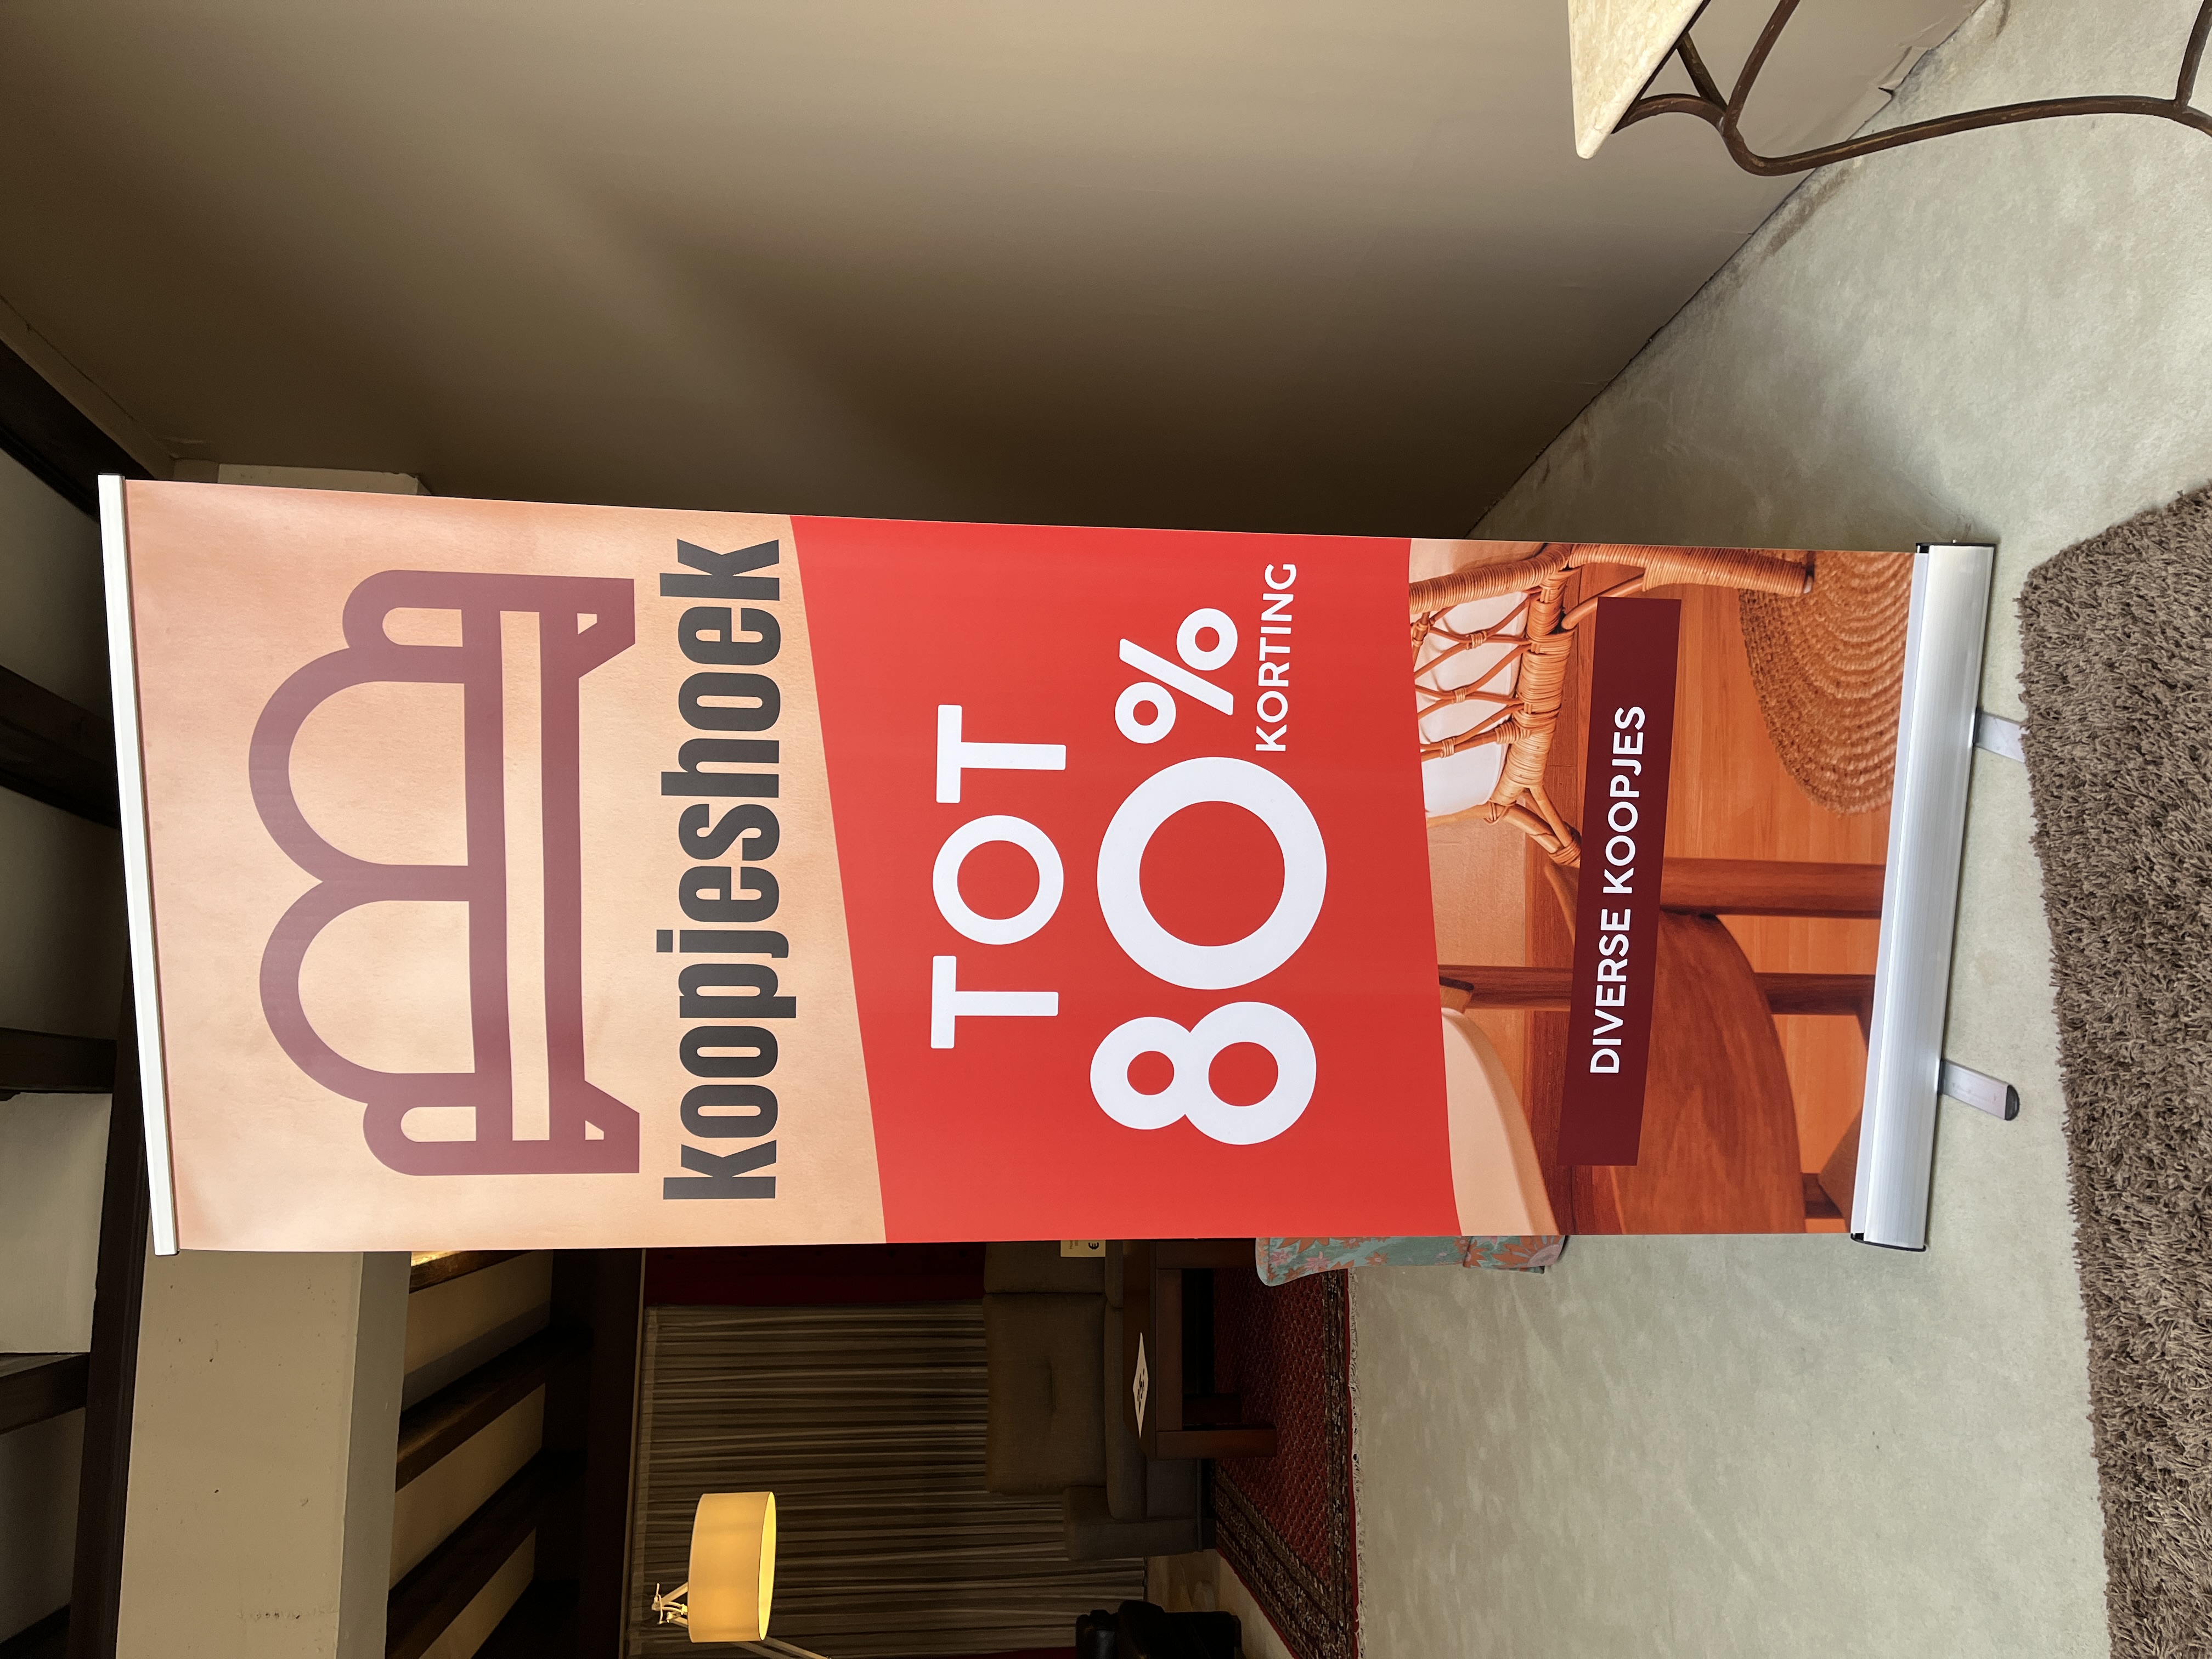 koopjeshoek
TOT
80%
KORTING
DIVERSE KOOPJES